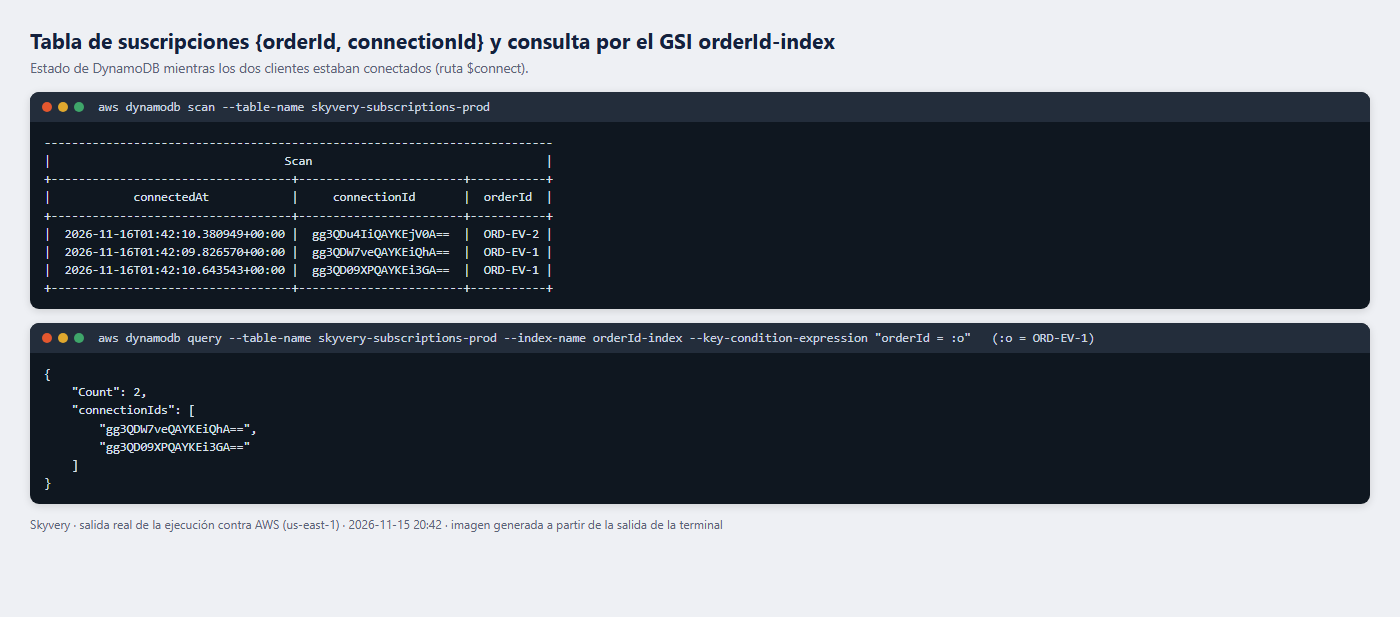 Tabla de suscripciones {orderId, connectionId} y consulta por el GSI orderId-index
Estado de DynamoDB mientras los dos clientes estaban conectados (ruta $connect).
aws dynamodb scan --table-name skyvery-subscriptions-prod
-------------------------------------------------------------------------
| Scan |
+-----------------------------------+------------------------+-----------+
| connectedAt | connectionId | orderId |
+-----------------------------------+------------------------+-----------+
| 2026-11-16T01:42:10.380949+00:00 | gg3QDu4IiQAYKEjV0A== | ORD-EV-2 |
| 2026-11-16T01:42:09.826570+00:00 | gg3QDW7veQAYKEiQhA== | ORD-EV-1 |
| 2026-11-16T01:42:10.643543+00:00 | gg3QD09XPQAYKEi3GA== | ORD-EV-1 |
+-----------------------------------+------------------------+-----------+
aws dynamodb query --table-name skyvery-subscriptions-prod --index-name orderId-index --key-condition-expression "orderId = :o" (:o = ORD-EV-1)
{
"Count": 2,
"connectionIds": [
"gg3QDW7veQAYKEiQhA==",
"gg3QD09XPQAYKEi3GA=="
]
}
Skyvery · salida real de la ejecución contra AWS (us-east-1) · 2026-11-15 20:42 · imagen generada a partir de la salida de la terminal